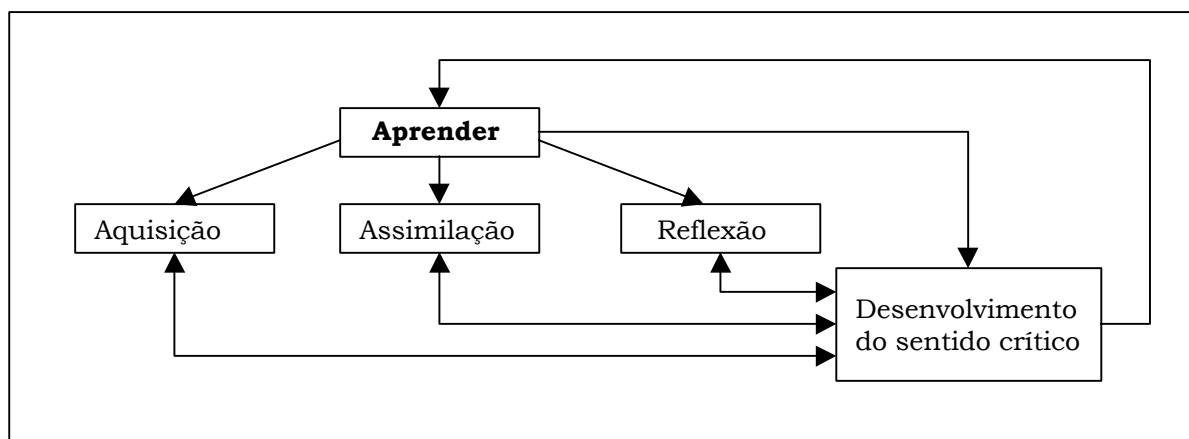 Aprender
Aquisição
Assimilação
Reflexão
Desenvolvimento
do sentido crítico